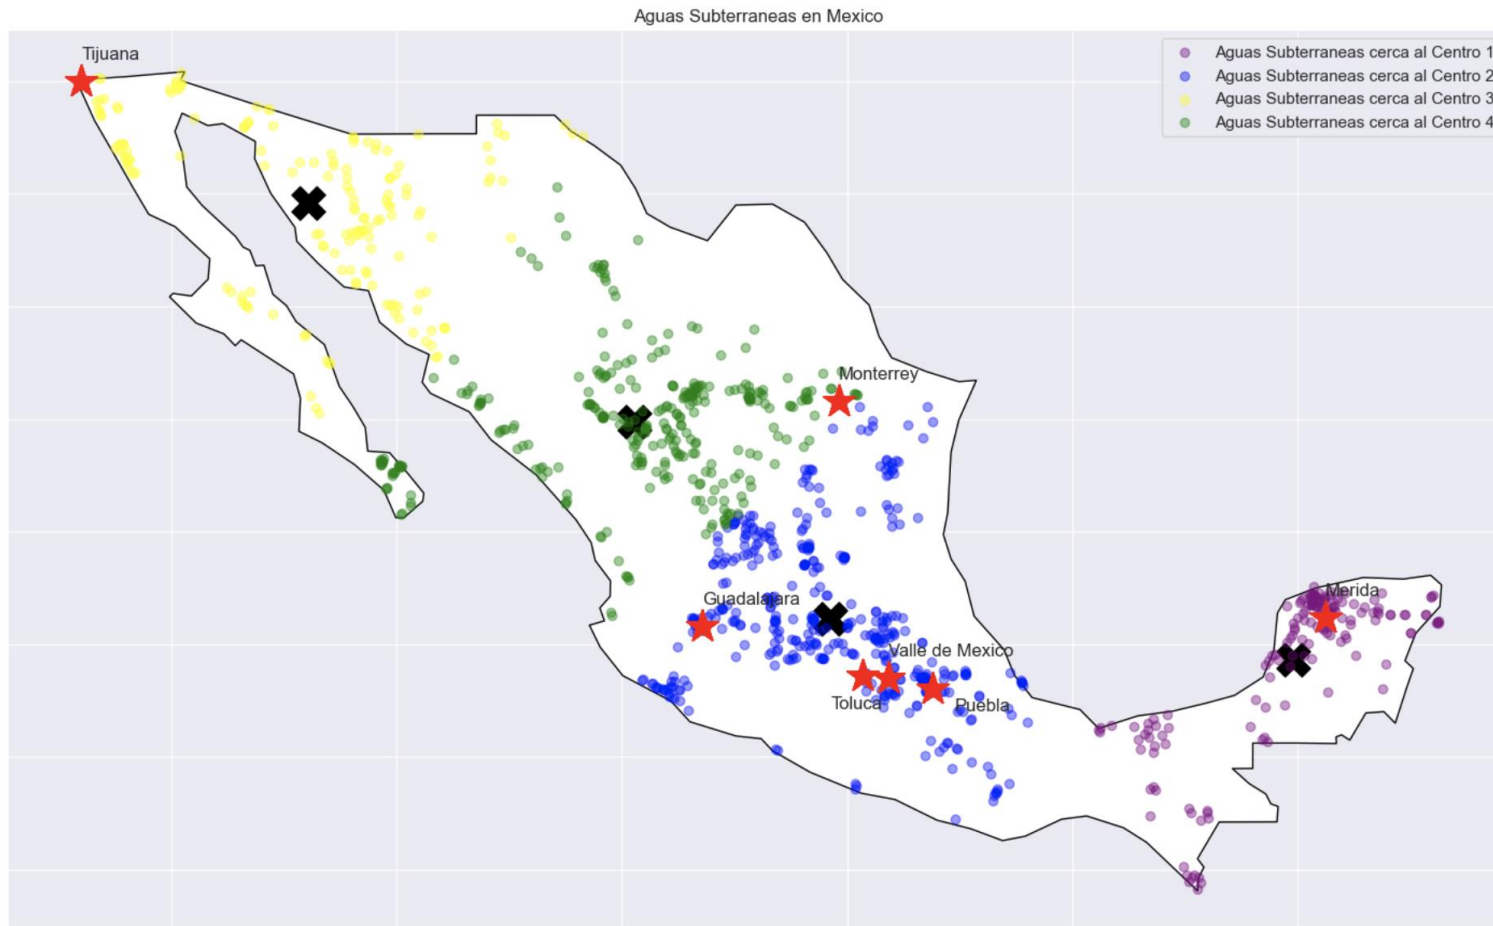 Aguas Subterraneas en Mexico
Tijuana
Aguas Subterraneas cerca al Centro 1
Aguas Subterraneas cerca al Centro 2
Aguas Subterraneas cerca al Centro 3
Aguas Subterraneas cerca al Centro 4
Monterrey
Guadalajara
Merida
Valle de Mexico
Toluca
Puebla